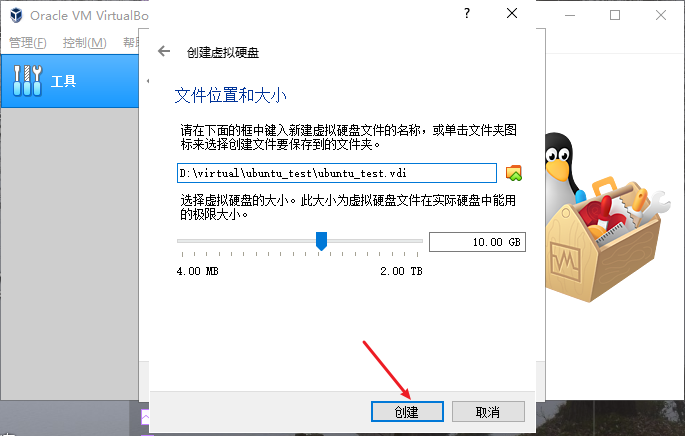 Oracle VM VirtualBo
?
管理(F)
控制(M)
帮
工具
创建虚拟硬盘
文件位置和大小
请在下面的框中键入新建虚拟硬盘文件的名称，或单击文件夹图
标来选择创建文件要保存到的文件夹。
D:\virtual\ubuntu_test\ubuntu_test.vdi
选择虚拟硬盘的大小。此大小为虚拟硬盘文件在实际硬盘中能用
的极限大小。
10.00 GB
4.00 MB
2.00 TB
创建
取消